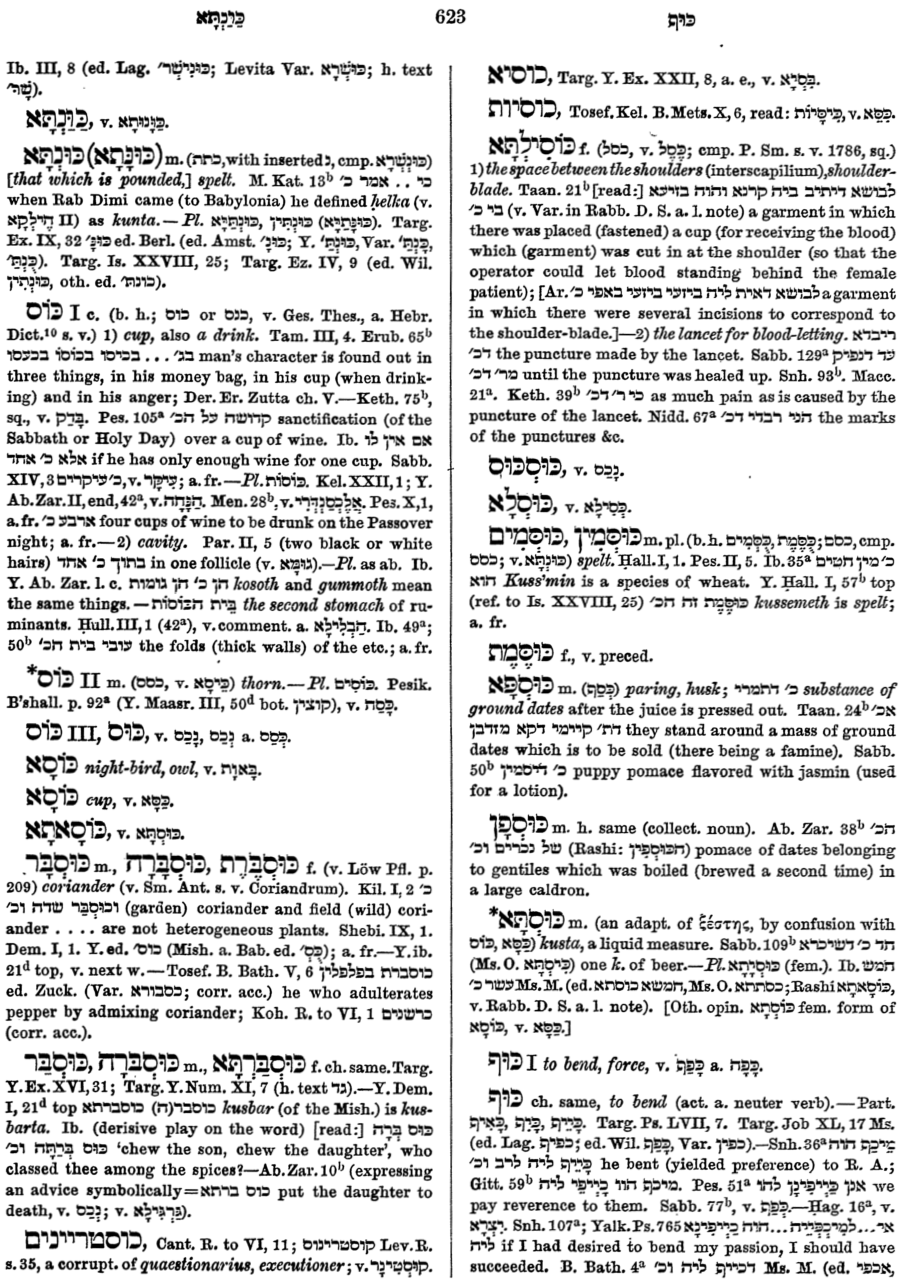 כַּוַּנְתָּא
623
כּוּף
Ib. III, 8 (ed. Lag. כּוּנִישְׁר׳; Levita Var. כּוּשְׁרָא; h. text
שָׁר׳).
כַּוַּנְתָּא, v. כַּוָּנוּתָא.
כּוּנְתָּא (כּוּנָּתָא) m. (כתת, with inserted נ, cmp. כּוּנְשְׁרָא)
[that which is pounded,] spelt. M. Kat. 13ᵇ כי .. אמר כ׳
when Rab Dimi came (to Babylonia) he defined ḥelka (v.
חֵילְקָא II) as kunta.—Pl. כּוּנְתִּין, כּוּנְתַּיָּא (כּוּנָּתַיָּא). Targ.
Ex. IX, 32 כּוּנָּ׳ ed. Berl. (ed. Amst. כּוּנְ׳; Y. כּוּנְתַּ׳, Var. כֻּנְתַּ׳,
כֻּנְתַּ׳). Targ. Is. XXVIII, 25; Targ. Ez. IV, 9 (ed. Wil.
כּוּנְתִין, oth. ed. כונת׳).
כּוֹס I c. (b. h.; כוס or כנס, v. Ges. Thes., a. Hebr.
Dict.¹⁰ s. v.) 1) cup, also a drink. Tam. III, 4. Erub. 65ᵇ
בג׳ ... בכיסו בכוסו בכעסו man's character is found out in
three things, in his money bag, in his cup (when drink-
ing) and in his anger; Der. Er. Zutta ch. V.—Keth. 75ᵇ,
sq., v. בָּדַק. Pes. 105ᵃ קדושה על הכ׳ sanctification (of the
Sabbath or Holy Day) over a cup of wine. Ib. אם אין לו
אלא כ׳ אחד if he has only enough wine for one cup. Sabb.
XIV, 3 כ׳ עיקרים, v. עִיקָּר; a. fr.—Pl. כּוֹסוֹת. Kel. XXII, 1; Y.
Ab. Zar. II, end, 42ᵃ, v. הַנָּחָה. Men. 28ᵇ, v. אֲלֶכְּסַנְדְּרִי. Pes. X, 1,
a. fr. ארבע כ׳ four cups of wine to be drunk on the Passover
night; a. fr.—2) cavity. Par. II, 5 (two black or white
hairs) בתוך כ׳ אחד in one follicle (v. גּוּמָּא).—Pl. as ab. Ib.
Y. Ab. Zar. l. c. הן כ׳ הן גומות kosoth and gummoth mean
the same things.—בֵּית הַכּוֹסוֹת the second stomach of ru-
minants. Ḥull. III, 1 (42ᵃ), v. comment. a. הַבְלִילָא. Ib. 49ᵃ;
50ᵇ עובי בית הכ׳ the folds (thick walls) of the etc.; a. fr.
*כּוֹס II m. (כסס, v. כִּיסָא) thorn.—Pl. כּוֹסִים. Pesik.
B'shall. p. 92ᵃ (Y. Maasr. III, 50ᵈ bot. קוצין), v. כָּסַח.
כּוֹס III, כּוּס, v. נְכַס, נָכַס a. כְּסַס.
כּוֹסָא night-bird, owl, v. בָּאוָת.
כּוֹסָא cup, v. כַּסָּא.
כּוֹסָאתָא, v. כּוּסְתָּא.
כּוּסְבָּר m., כּוּסְבָּרָה, כּוּסְבֶּרֶת f. (v. Löw Pfl. p.
209) coriander (v. Sm. Ant. s. v. Coriandrum). Kil. I, 2 כ׳
וכוסבר שדה וכ׳ (garden) coriander and field (wild) cori-
ander .... are not heterogeneous plants. Shebi. IX, 1.
Dem. I, 1. Y. ed. כוס׳ (Mish. a. Bab. ed. כֻּסְ׳); a. fr.—Y. ib.
21ᵈ top, v. next w.—Tosef. B. Bath. V, 6 כוסברת בפלפלין
ed. Zuck. (Var. כסבורא; corr. acc.) he who adulterates
pepper by admixing coriander; Koh. R. to VI, 1 כרשנים
(corr. acc.).
כּוּסְבַּר, כּוּסְבָּרָה m., כּוּסְבַּרְתָּא f. ch. same. Targ.
Y. Ex. XVI, 31; Targ. Y. Num. XI, 7 (h. text גד).—Y. Dem.
I, 21ᵈ top כוסבר(ה) כוסברתא kusbar (of the Mish.) is kus-
barta. Ib. (derisive play on the word) [read:] כּוּס בְּרָה
כּוּס בְּרַתָּה וכ׳ 'chew the son, chew the daughter', who
classed thee among the spices?—Ab. Zar. 10ᵇ (expressing
an advice symbolically=כוס ברתא put the daughter to
death, v. נְכַס; v. גַּרְגִּילָא).
כוסטריינים, Cant. R. to VI, 11; קוסטריינוס Lev. R.
s. 35, a corrupt. of quaestionarius, executioner; v. קוּסְטִינָר.
כוסיא, Targ. Y. Ex. XXII, 8, a. e., v. כִּסְיָא.
כוסיות, Tosef. Kel. B. Mets. X, 6, read: כִּיסָּיוֹת, v. כִּסֵּא.
כּוֹסִילְתָּא f. (כסל, v. כֶּסֶל; cmp. P. Sm. s. v. 1786, sq.)
1) the space between the shoulders (interscapilium), shoulder-
blade. Taan. 21ᵇ [read:] לבושא דיתיב ביה קרנא והוה בזיעא
בי כ׳ (v. Var. in Rabb. D. S. a. l. note) a garment in which
there was placed (fastened) a cup (for receiving the blood)
which (garment) was cut in at the shoulder (so that the
operator could let blood standing behind the female
patient); [Ar. לבושא דאית ליה ביזעי ביזעי באפי כ׳ a garment
in which there were several incisions to correspond to
the shoulder-blade.]—2) the lancet for blood-letting. ריבדא
דכ׳ the puncture made by the lancet. Sabb. 129ᵃ עד דנפיק
מר׳ דכ׳ until the puncture was healed up. Snh. 93ᵇ. Macc.
21ᵃ. Keth. 39ᵇ כי ר׳ דכ׳ as much pain as is caused by the
puncture of the lancet. Nidd. 67ᵃ הני רבדי דכ׳ the marks
of the punctures &c.
כּוּסְכּוּס, v. נָכַס.
כּוּסְלָא, v. כְּסִילָא.
כּוּסְּמִין, כּוּסְּמִים m. pl. (b. h. כֻּסֶּמֶת, כֻּסְּמִים; כסם, cmp.
כסס; v. כּוּנְתָּא) spelt. Ḥall. I, 1. Pes. II, 5. Ib. 35ᵃ כ׳ מין חטים
הוא Kuss'min is a species of wheat. Y. Ḥall. I, 57ᵇ top
(ref. to Is. XXVIII, 25) כּוּסֶּמֶת זה הכ׳ kussemeth is spelt;
a. fr.
כּוּסֶּמֶת f., v. preced.
כּוּסְפָּא m. (כָּסַף) paring, husk; כ׳ דתמרי substance of
ground dates after the juice is pressed out. Taan. 24ᵇ אכ׳
דת׳ קיימי דקא מזדבן they stand around a mass of ground
dates which is to be sold (there being a famine). Sabb.
50ᵇ כ׳ דיסמין puppy pomace flavored with jasmin (used
for a lotion).
כּוּסְפָּן m. h. same (collect. noun). Ab. Zar. 38ᵇ הכ׳
של נכרים וכ׳ (Rashi: הכּוּסְפִּין) pomace of dates belonging
to gentiles which was boiled (brewed a second time) in
a large caldron.
*כּוּסְתָּא m. (an adapt. of ξέστης, by confusion with
כּוֹס, כַּסָּא) kusta, a liquid measure. Sabb. 109ᵇ חד כ׳ דשיכרא
(Ms. O. כִּיסְתָּא) one k. of beer.—Pl. כּוּסְיָתָא (fem.). Ib. חמש
עשר כ׳ Ms. M. (ed. חמשא כוסתא, Ms. O. כסתתא; Rashi כּוֹסָאתָא,
v. Rabb. D. S. a. l. note). [Oth. opin. כּוֹסְתָא fem. form of
כּוֹסָא, v. כַּסָּא.]
כּוּף I to bend, force, v. כָּפַף a. כָּפָה.
כּוּף ch. same, to bend (act. a. neuter verb).—Part.
כָּיֵיף, כָּיֵף, כָּאֵיף. Targ. Ps. LVII, 7. Targ. Job XL, 17 Ms.
(ed. Lag. כפיף; ed. Wil. כָּפֵף, Var. כפין).—Snh. 36ᵃ מיכף הוה
כָּיֵיף ליה לרב וכ׳ he bent (yielded preference) to R. A.;
Gitt. 59ᵇ מיכף הוו כָּיְיפֵי ליה. Pes. 51ᵃ אנן כַּיְיפִינָן להו we
pay reverence to them. Sabb. 77ᵇ, v. כְּפַף.—Ḥag. 16ᵃ, v.
יִצְרָא. Snh. 107ᵃ; Yalk. Ps. 765 אי...למִיכְפְּיֵיהּ...הוה כָּיֵיפִינָא
ליה if I had desired to bend my passion, I should have
succeeded. B. Bath. 4ᵃ דכייף ליה וכ׳ Ms. M. (ed. אכפי,